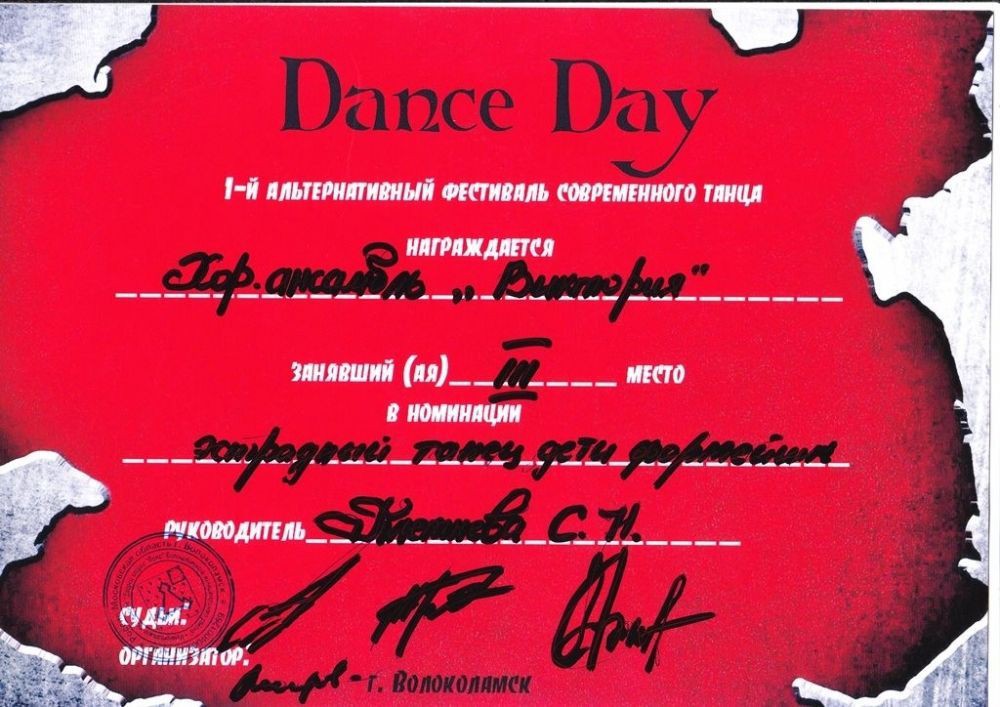 Dance Day
1-й альтернативный фестиваль современного танца
награждается
Хор. ансамбль „Виктория"
занявший (ая) III место
в номинации
эстрадный танец дети формейшн
руководитель С. Н.
судьи:
организатор:
- г. Волоколамск